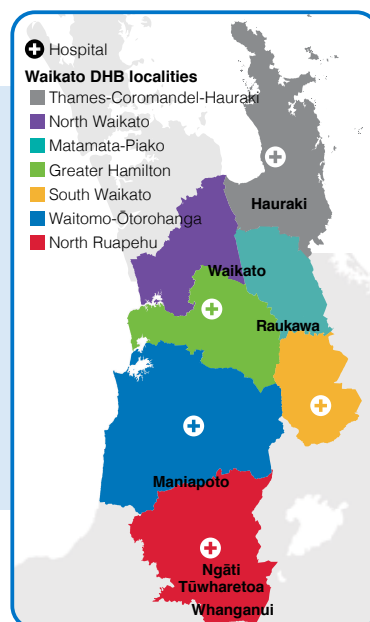 Hospital
Waikato DHB localities
Thames-Coromandel-Hauraki
North Waikato
Matamata-Piako
Greater Hamilton
South Waikato
Waitomo-Ōtorohanga
North Ruapehu
Hauraki
Waikato
Raukawa
Maniapoto
Ngāti
Tūwharetoa
Whanganui